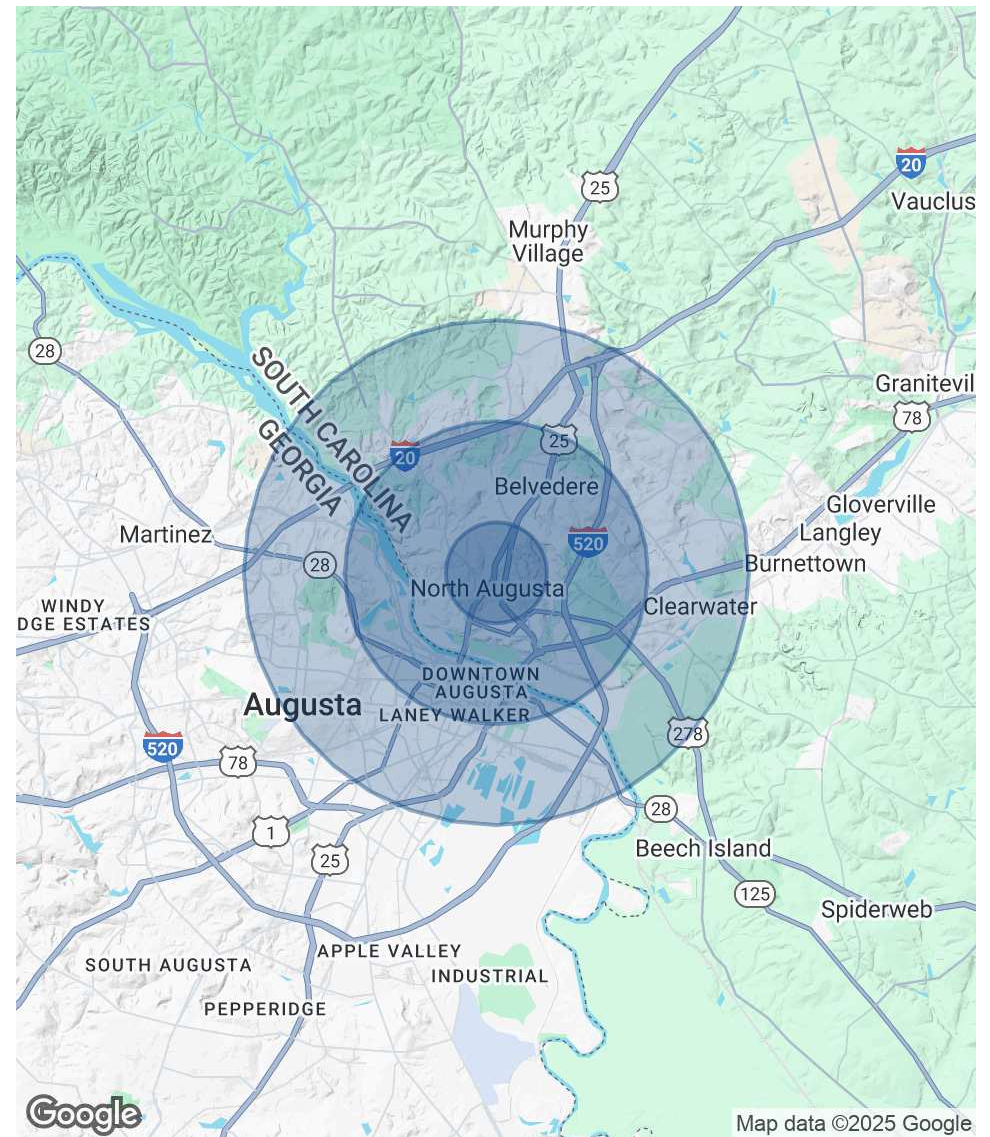 20
Vauclus
25
Murphy
Village
28
SOUTH CAROLINA
GEORGIA
Granitevil
78
25
20
Belvedere
Gloverville
Langley
Martinez
520
28
Burnettown
North Augusta
WINDY
DGE ESTATES
Clearwater
DOWNTOWN
AUGUSTA
Augusta
LANEY WALKER
278
520
78
28
1
25
Beech Island
125
Spiderweb
APPLE VALLEY
SOUTH AUGUSTA
INDUSTRIAL
PEPPERIDGE
Google
Map data ©2025 Google